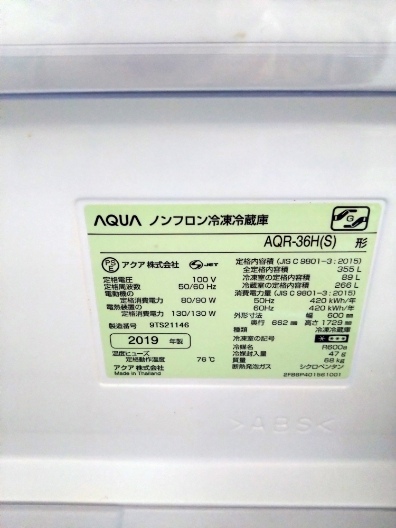 AQUA ノンフロン冷凍冷蔵庫
G
AQR-36H(S) 形
PSE アクア株式会社 JET
定格電圧 100 V
定格周波数 50/60 Hz
電動機の
定格消費電力 80/90 W
電熱装置の
定格消費電力 130/130 W
製造番号 9TS21146
2019 年製
温度ヒューズ
定格動作温度 76℃
アクア株式会社
Made in Thailand
定格内容積 (JIS C 9801-3:2015)
全定格内容積 355 L
冷凍室の定格内容積 89 L
冷蔵室の定格内容積 266 L
消費電力量 (JIS C 9801-3:2015)
50Hz 420 kWh/年
60Hz 420 kWh/年
外形寸法 幅 600 mm
奥行 662 mm 高さ 1729 mm
種類 冷凍冷蔵庫
冷凍室の記号
冷媒名 R600a
冷媒封入量 47 g
質量 68 kg
断熱発泡ガス シクロペンタン
>ABS<